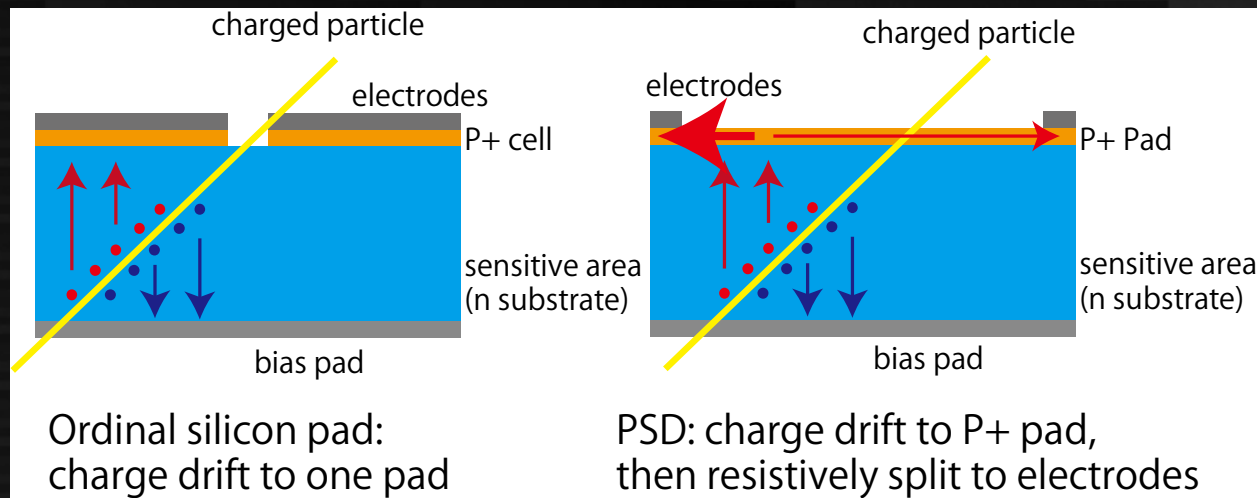 charged particle
electrodes
P+ cell
sensitive area
(n substrate)
bias pad
Ordinal silicon pad:
charge drift to one pad
charged particle
electrodes
P+ Pad
sensitive area
(n substrate)
bias pad
PSD: charge drift to P+ pad,
then resistively split to electrodes